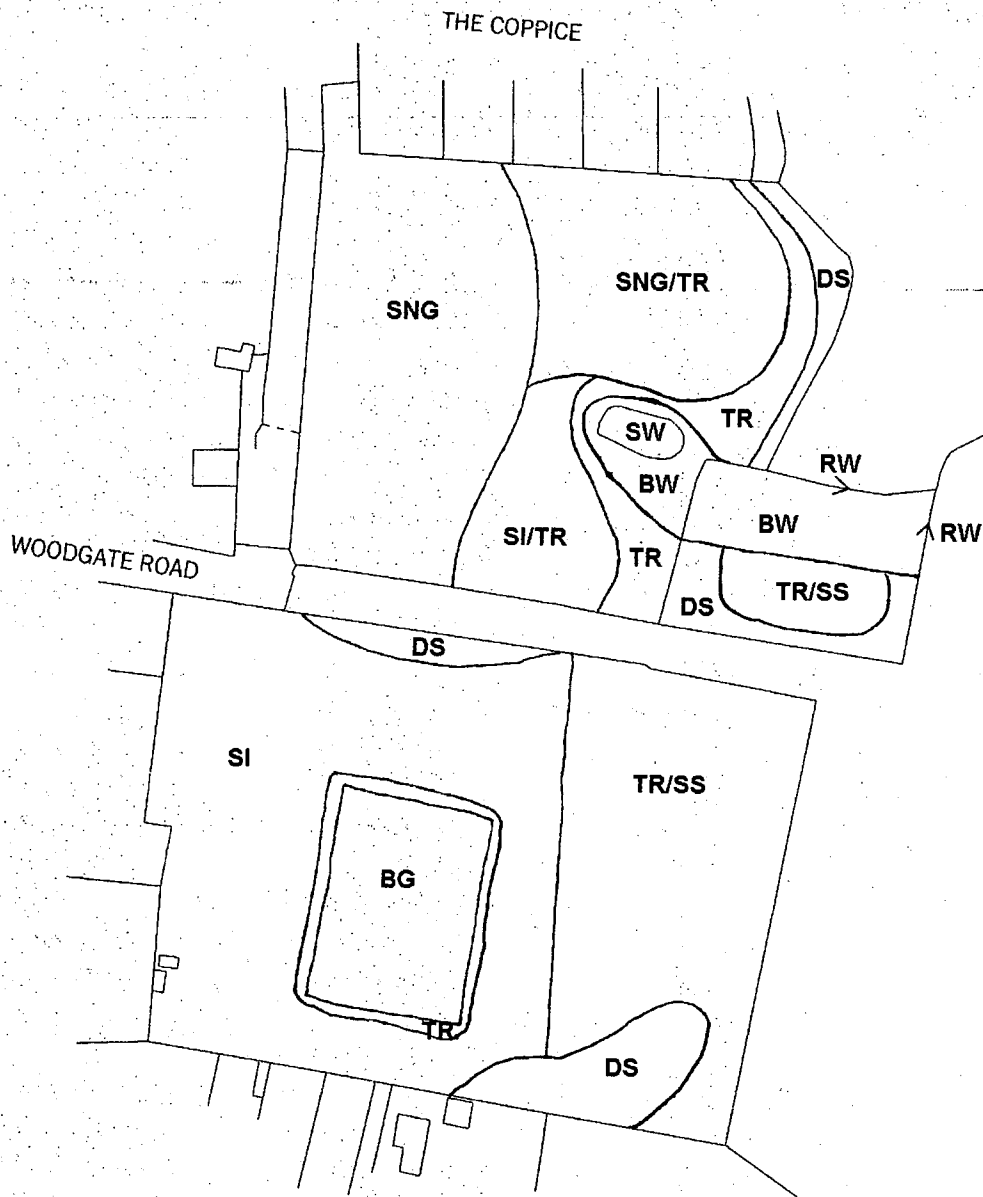 THE COPPICE
DS
SNG/TR
SNG
TR
SW
RW
BW
BW
RW
SI/TR
WOODGATE ROAD
TR
TR/SS
DS
DS
SI
TR/SS
BG
TR
DS